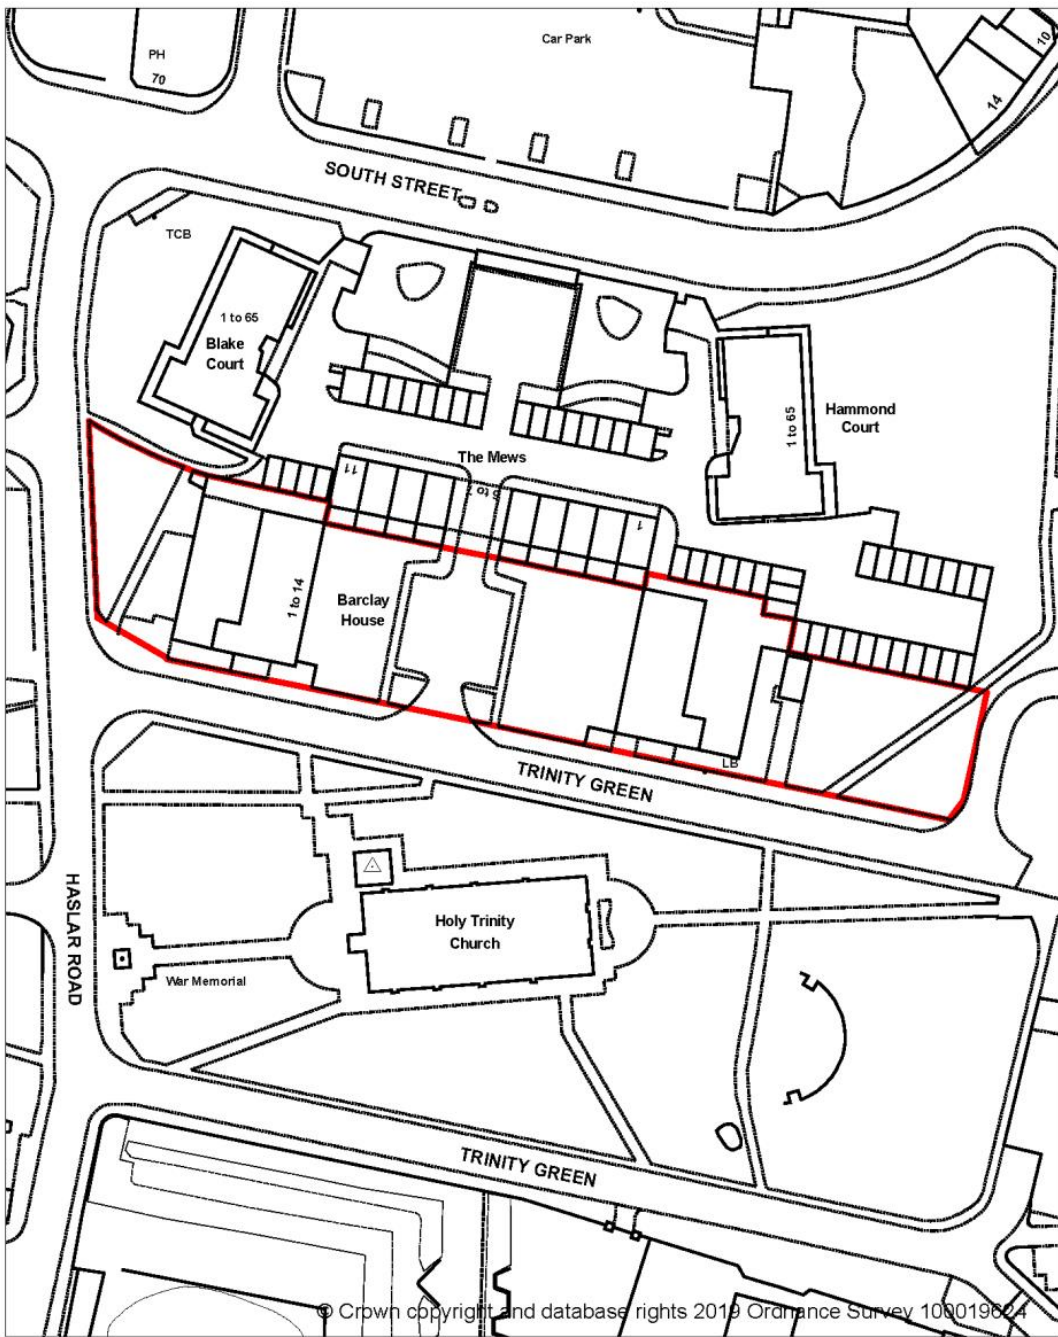 PH
70
Car Park
10
14
SOUTH STREET
TCB
1 to 65
Blake
Court
Hammond
Court
1 to 65
The Mews
11
1
1 to 14
Barclay
House
LB
TRINITY GREEN
HASLAR ROAD
Holy Trinity
Church
War Memorial
TRINITY GREEN
© Crown copyright and database rights 2019 Ordnance Survey 100019624